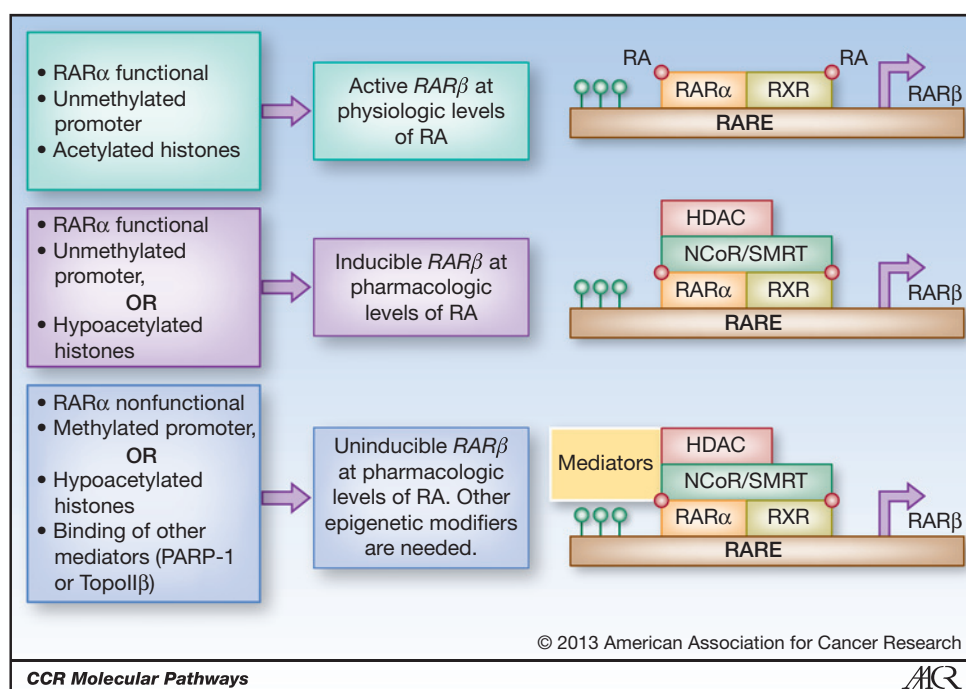 • RARα functional
• Unmethylated
promoter
• Acetylated histones
Active RARβ at
physiologic levels
of RA
RA
RA
RARα
RXR
RARβ
RARE
• RARα functional
• Unmethylated
promoter,
OR
• Hypoacetylated
histones
Inducible RARβ at
pharmacologic
levels of RA
HDAC
NCoR/SMRT
RARα
RXR
RARβ
RARE
• RARα nonfunctional
• Methylated promoter,
OR
• Hypoacetylated
histones
• Binding of other
mediators (PARP-1
or TopoIIβ)
Uninducible RARβ
at pharmacologic
levels of RA. Other
epigenetic modifiers
are needed.
Mediators
HDAC
NCoR/SMRT
RARα
RXR
RARβ
RARE
© 2013 American Association for Cancer Research
CCR Molecular Pathways
AACR